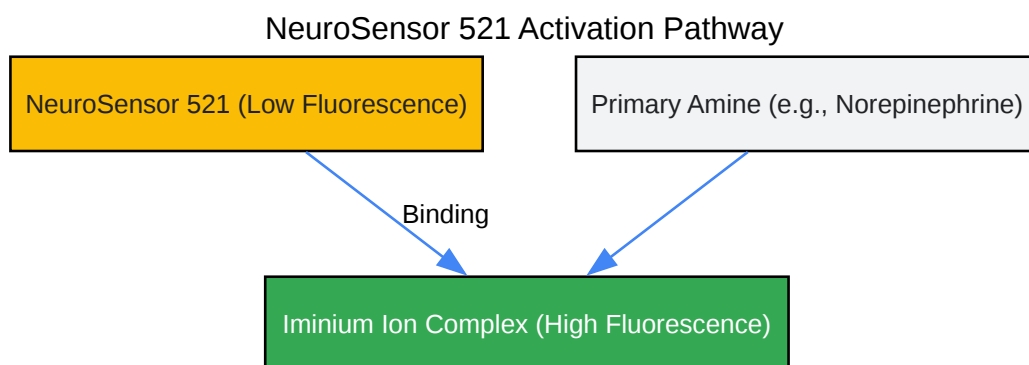 NeuroSensor 521 Activation Pathway
NeuroSensor 521 (Low Fluorescence)
Primary Amine (e.g., Norepinephrine)
Binding
Iminium Ion Complex (High Fluorescence)